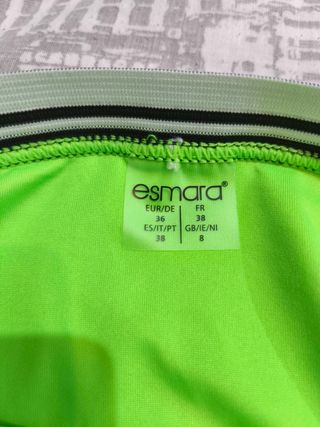 esmara®
EUR/DE FR
36 38
ES/IT/PT GB/IE/NI
38 8